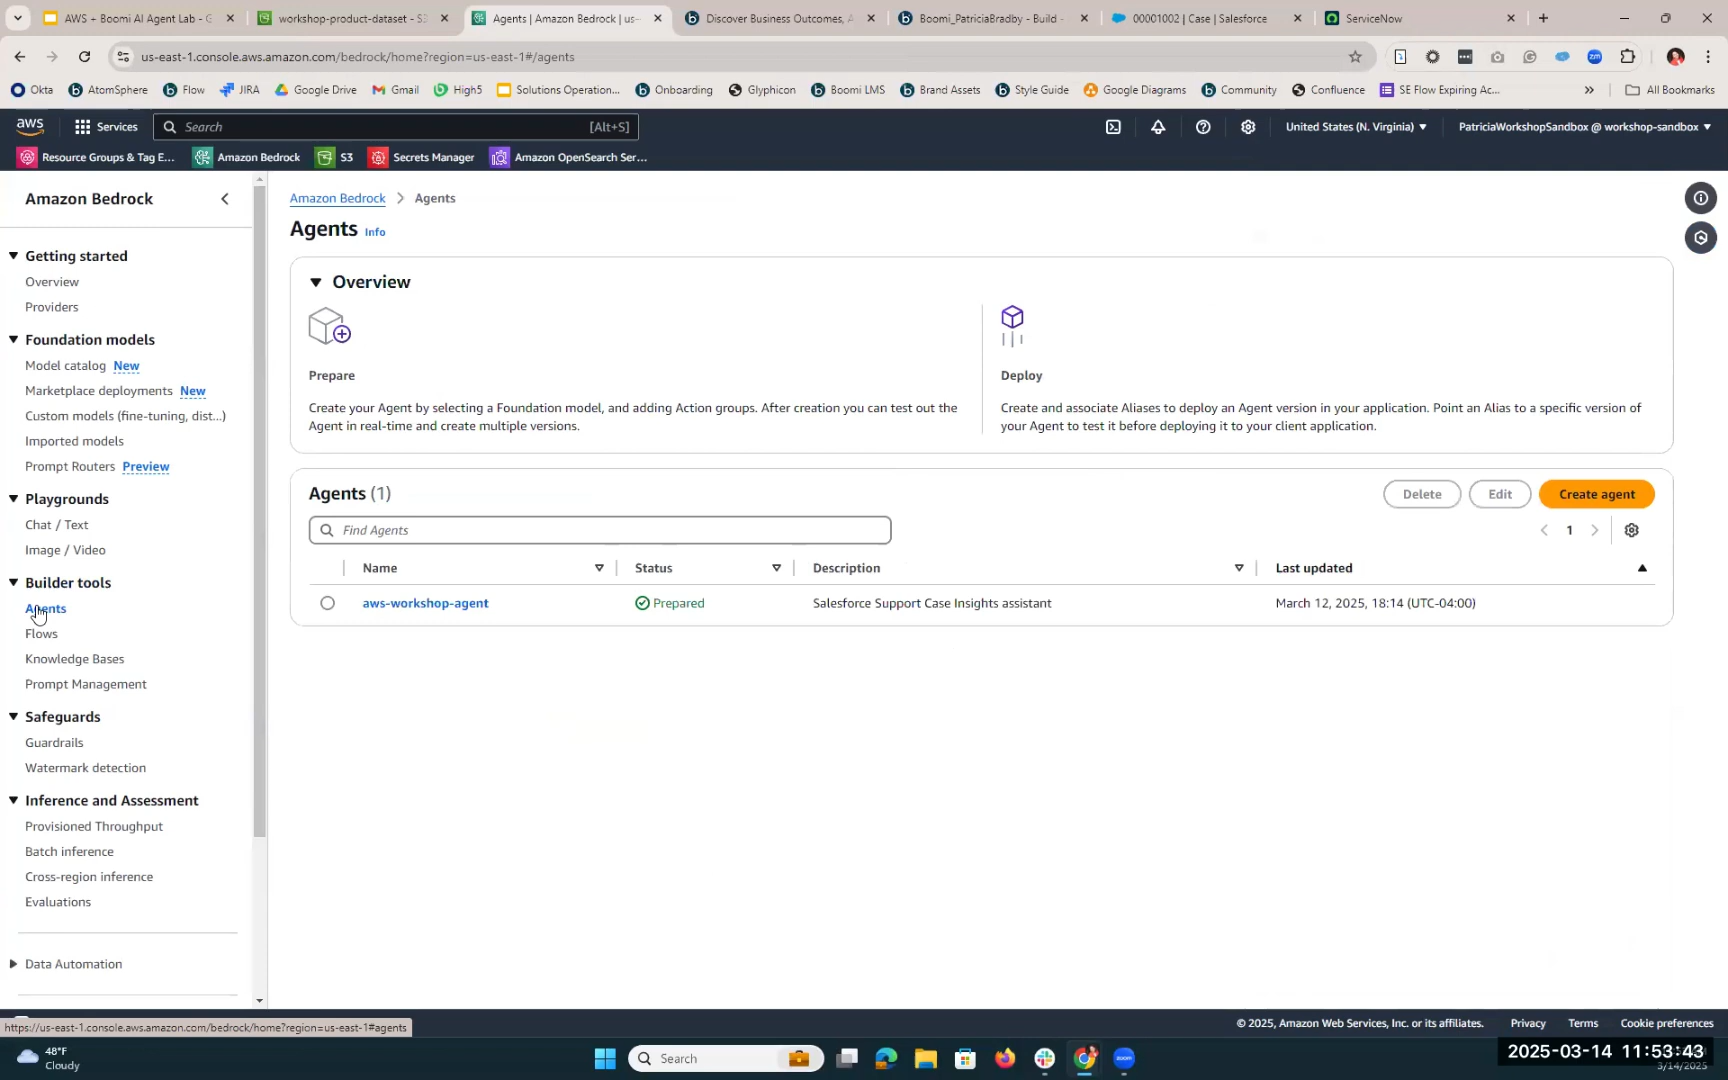 AWS + Boomi AI Agent Lab - G
workshop-product-dataset - S3
Agents | Amazon Bedrock | us-
Discover Business Outcomes, A
Boomi_PatriciaBradby - Build -
00001002 | Case | Salesforce
ServiceNow
us-east-1.console.aws.amazon.com/bedrock/home?region=us-east-1#/agents
Okta
AtomSphere
Flow
JIRA
Google Drive
Gmail
High5
Solutions Operation...
Onboarding
Glyphicon
Boomi LMS
Brand Assets
Style Guide
Google Diagrams
Community
Confluence
SE Flow Expiring Ac...
All Bookmarks
aws
Services
Search
[Alt+S]
United States (N. Virginia)
PatriciaWorkshopSandbox @ workshop-sandbox
Resource Groups & Tag E...
Amazon Bedrock
S3
Secrets Manager
Amazon OpenSearch Ser...
Amazon Bedrock
Getting started
Overview
Providers
Foundation models
Model catalog New
Marketplace deployments New
Custom models (fine-tuning, dist...)
Imported models
Prompt Routers Preview
Playgrounds
Chat / Text
Image / Video
Builder tools
Agents
Flows
Knowledge Bases
Prompt Management
Safeguards
Guardrails
Watermark detection
Inference and Assessment
Provisioned Throughput
Batch inference
Cross-region inference
Evaluations
Data Automation
Amazon Bedrock > Agents
Agents Info
Overview
Prepare
Create your Agent by selecting a Foundation model, and adding Action groups. After creation you can test out the
Agent in real-time and create multiple versions.
Deploy
Create and associate Aliases to deploy an Agent version in your application. Point an Alias to a specific version of
your Agent to test it before deploying it to your client application.
Agents (1)
Delete
Edit
Create agent
Find Agents
1
Name
Status
Description
Last updated
aws-workshop-agent
Prepared
Salesforce Support Case Insights assistant
March 12, 2025, 18:14 (UTC-04:00)
https://us-east-1.console.aws.amazon.com/bedrock/home?region=us-east-1#agents
© 2025, Amazon Web Services, Inc. or its affiliates.
Privacy
Terms
Cookie preferences
48°F
Cloudy
Search
2025-03-14 11:53:43
3/14/2025